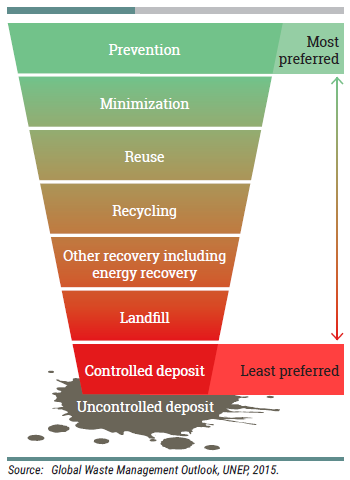 Prevention
Most
preferred
Minimization
Reuse
Recycling
Other recovery including
energy recovery
Landfill
Controlled deposit
Least preferred
Uncontrolled deposit
Source: Global Waste Management Outlook, UNEP, 2015.